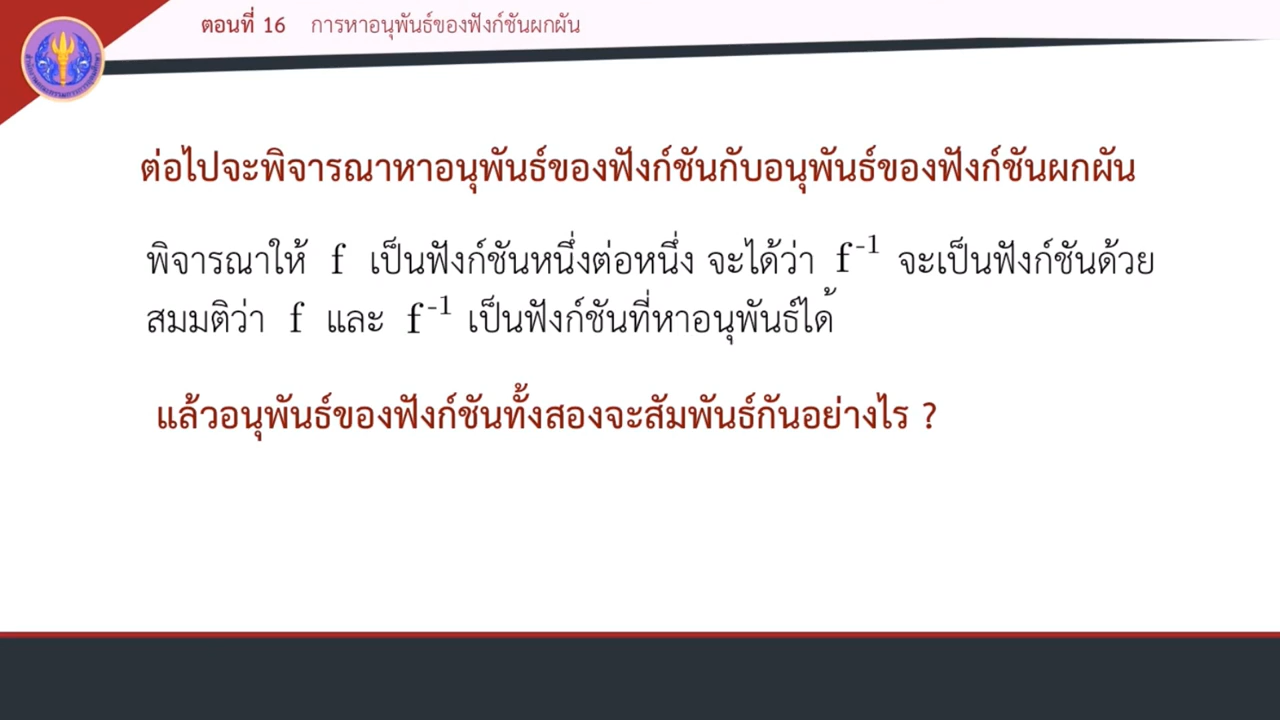 ตอนที่ 16 การหาอนุพันธ์ของฟังก์ชันผกผัน
ต่อไปจะพิจารณาหาอนุพันธ์ของฟังก์ชันกับอนุพันธ์ของฟังก์ชันผกผัน
พิจารณาให้ f เป็นฟังก์ชันหนึ่งต่อหนึ่ง จะได้ว่า f⁻¹ จะเป็นฟังก์ชันด้วย
สมมติว่า f และ f⁻¹ เป็นฟังก์ชันที่หาอนุพันธ์ได้
แล้วอนุพันธ์ของฟังก์ชันทั้งสองจะสัมพันธ์กันอย่างไร ?